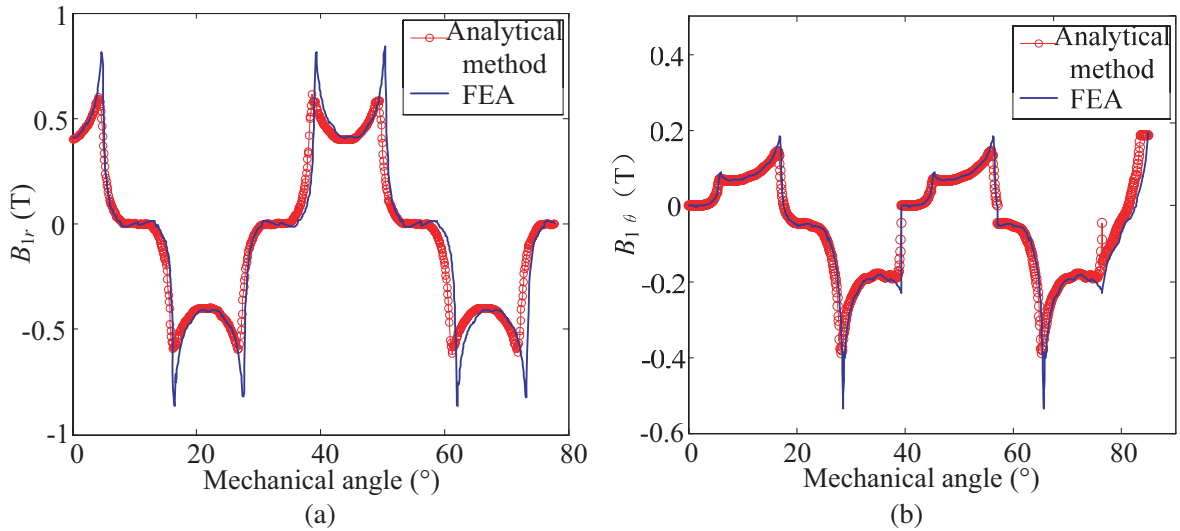 1
0.5
0
-0.5
-1
0
20
40
60
80
B1r (T)
Mechanical angle (°)
Analytical
method
FEA
(a)
0.4
0.2
0
-0.2
-0.4
-0.6
0
20
40
60
80
B1 θ (T)
Mechanical angle (°)
Analytical
method
FEA
(b)